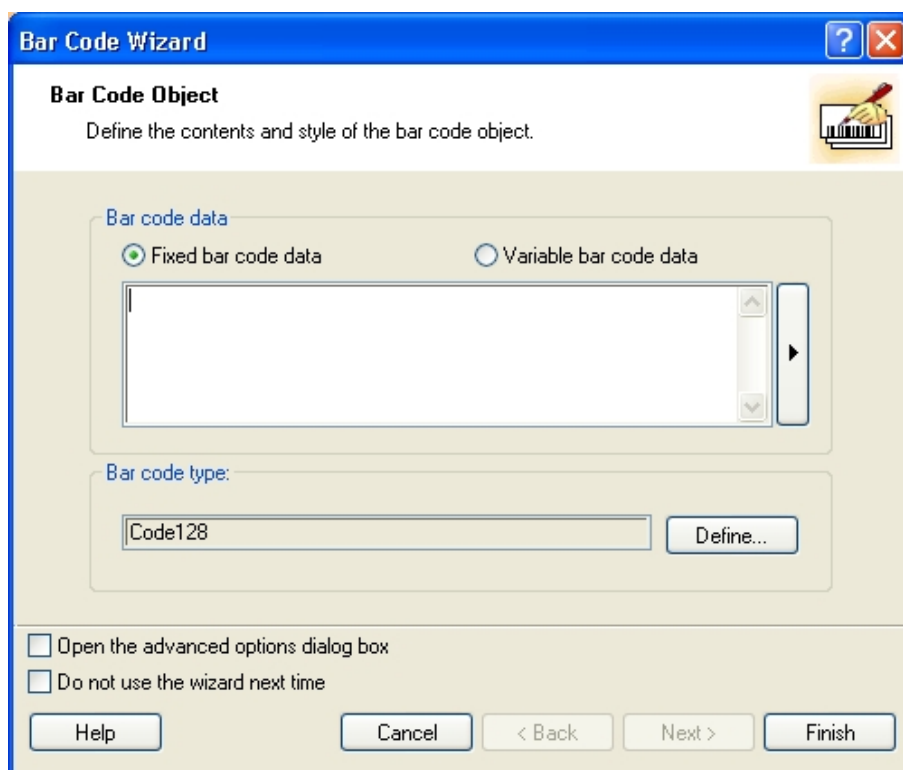 Bar Code Wizard
Bar Code Object
Define the contents and style of the bar code object.
Bar code data
Fixed bar code data Variable bar code data
Bar code type:
Code128 Define...
Open the advanced options dialog box
Do not use the wizard next time
Help Cancel < Back Next > Finish